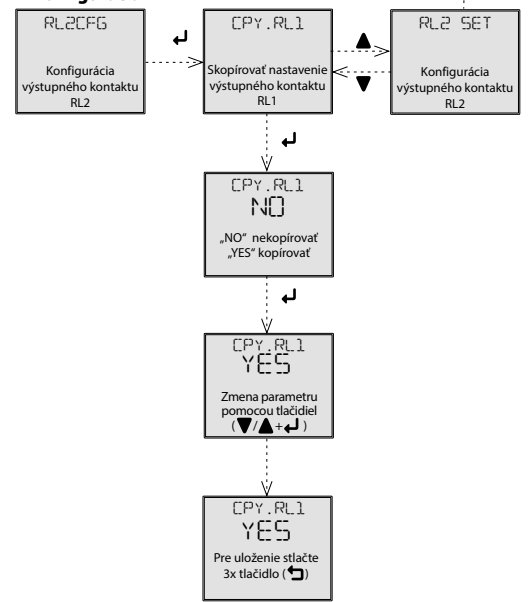 RL2CFG
Konfigurácia
výstupného kontaktu
RL2
CPY.RL1
Skopírovať nastavenie
výstupného kontaktu
RL1
RL2 SET
Konfigurácia
výstupného kontaktu
RL2
CPY.RL1
NO
„NO“ nekopírovať
„YES“ kopírovať
CPY.RL1
YES
Zmena parametru
pomocou tlačidiel
(▼/▲+↵)
CPY.RL1
YES
Pre uloženie stlačte
3x tlačidlo (⮌)